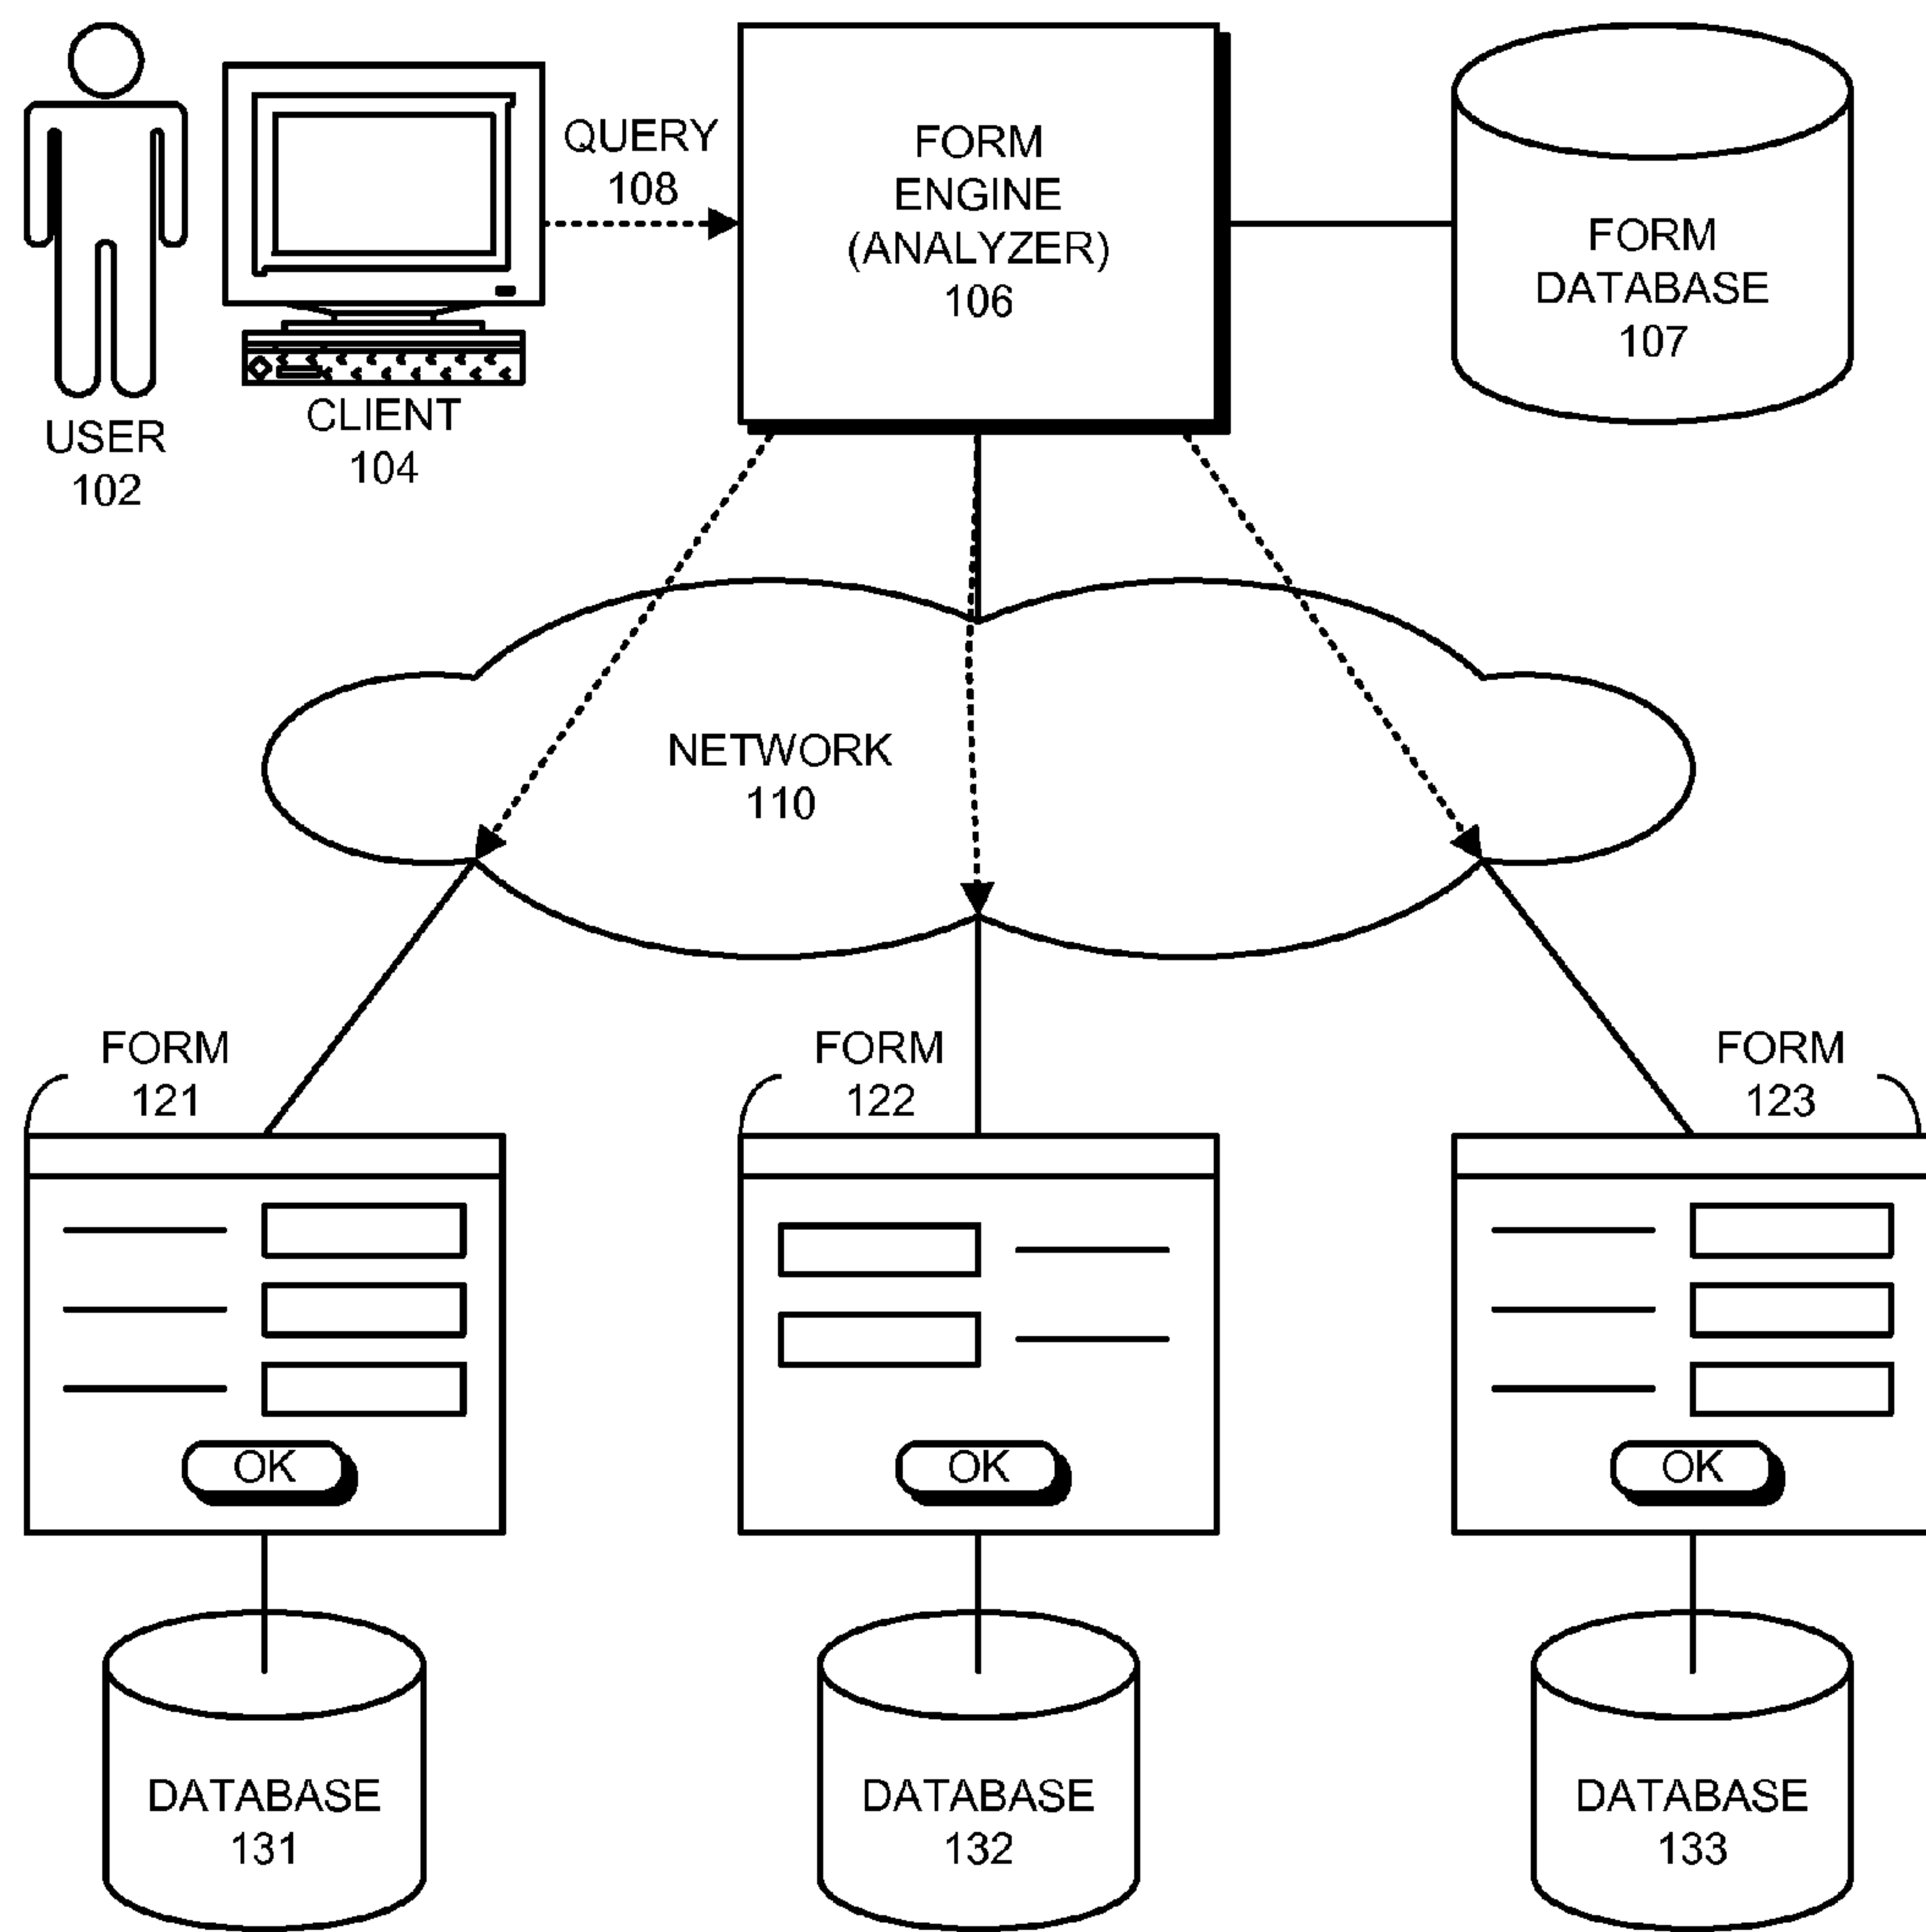 QUERY
108
FORM
ENGINE
(ANALYZER)
106
FORM
DATABASE
107
USER
102
CLIENT
104
NETWORK
110
FORM
121
FORM
122
FORM
123
OK
OK
OK
DATABASE
131
DATABASE
132
DATABASE
133